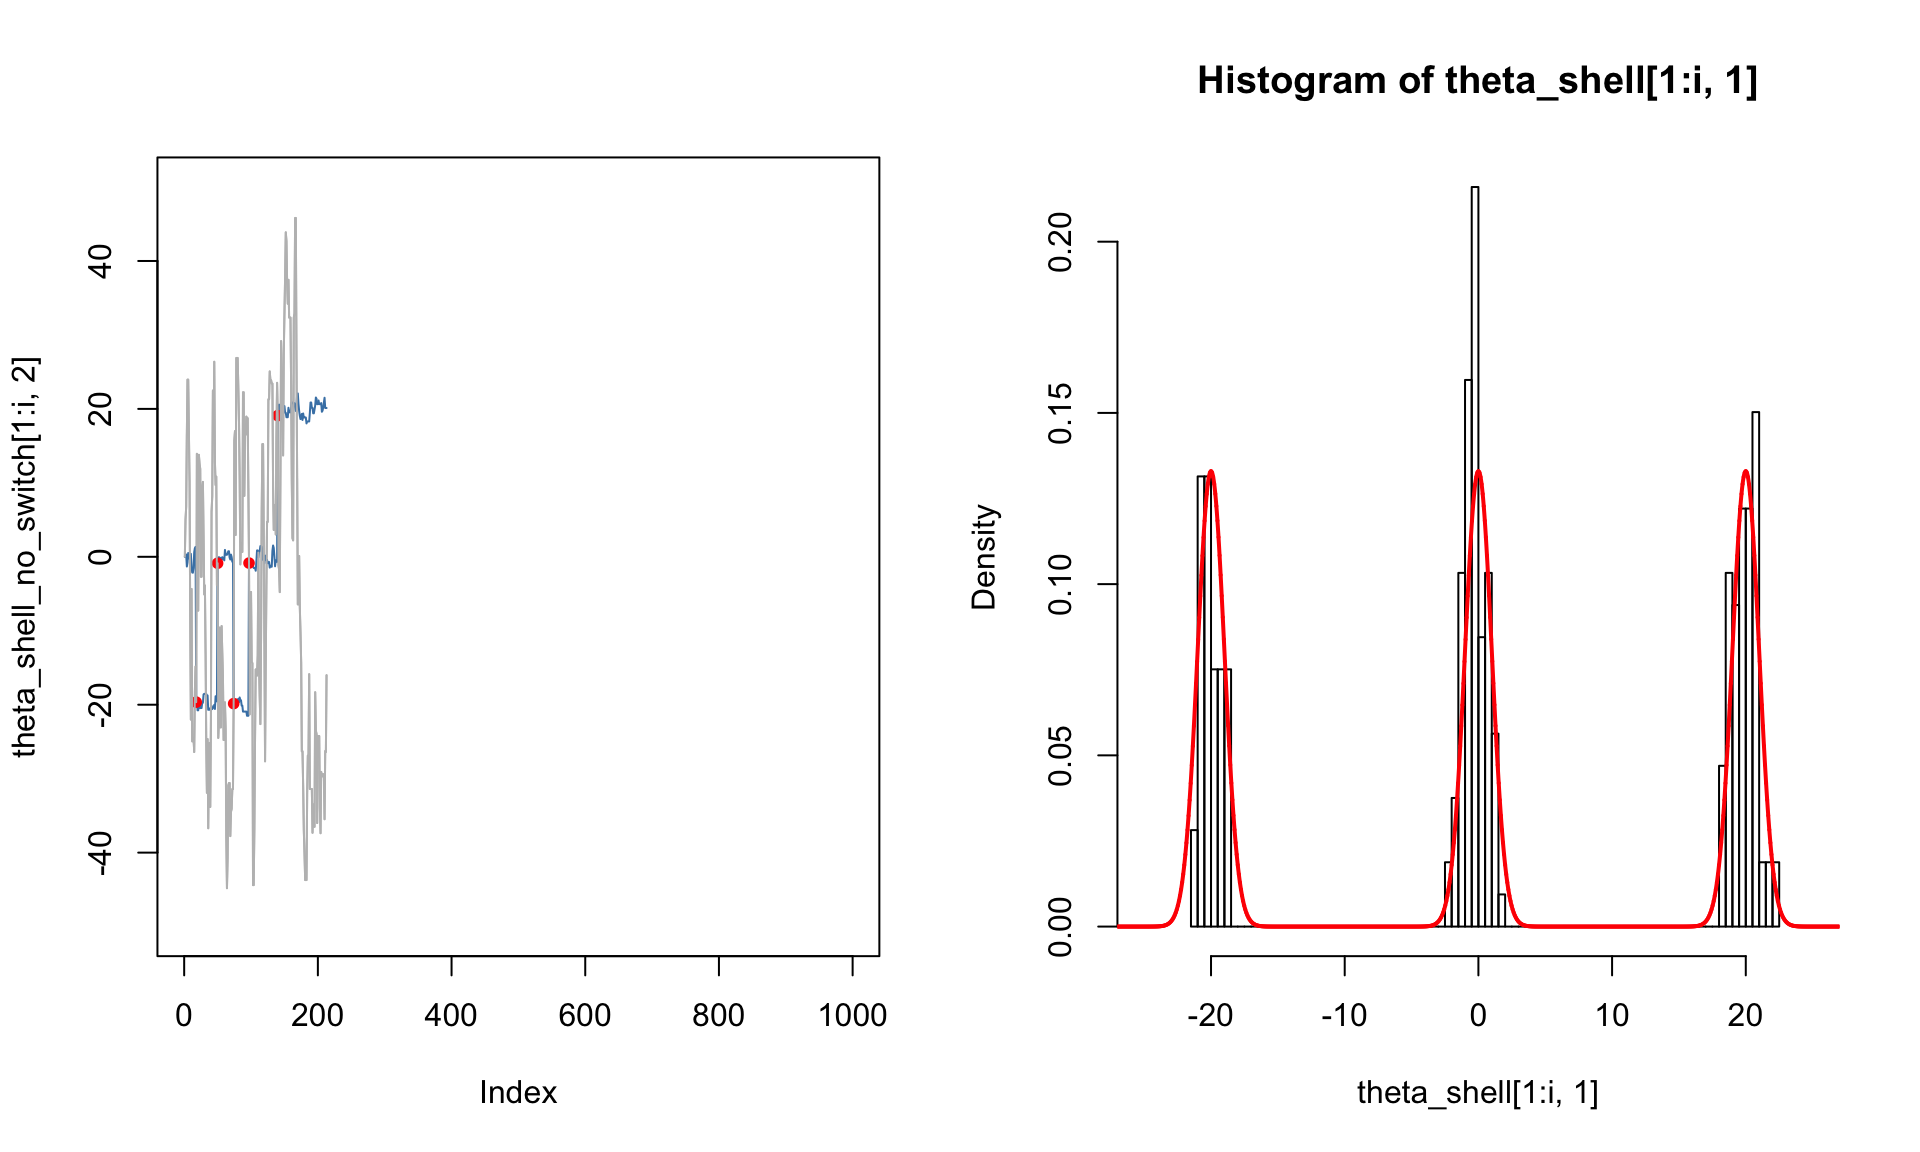 theta_shell_no_switch[1:i, 2]
40
20
0
-20
-40
0 200 400 600 800 1000
Index
Histogram of theta_shell[1:i, 1]
Density
0.20
0.15
0.10
0.05
0.00
-20 -10 0 10 20
theta_shell[1:i, 1]